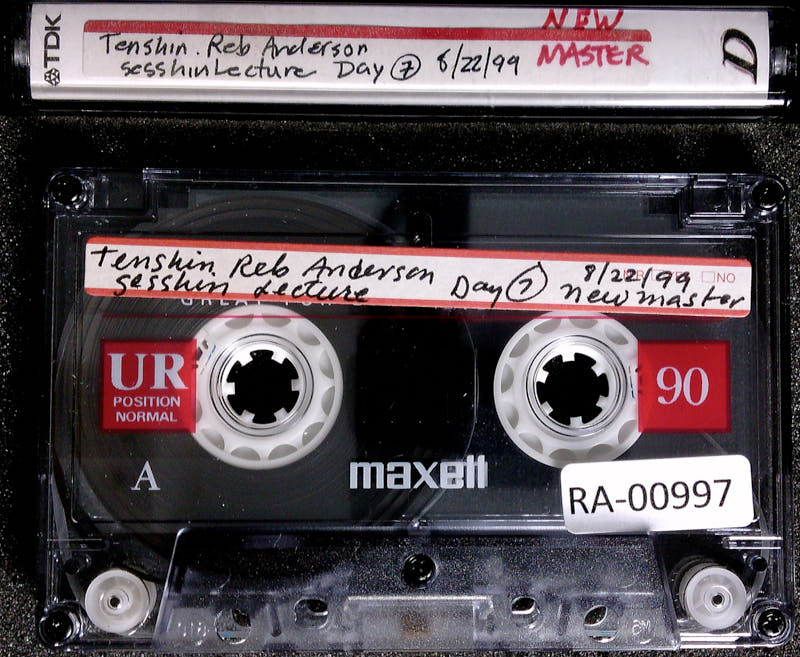 TDK
NEW
Tenshin. Reb Anderson
sesshin Lecture Day 7 8/22/99
MASTER
D
Tenshin. Reb Anderson
sesshin Lecture
Day 7
8/22/99
new master
NO
UR
POSITION
NORMAL
90
A
maxell
RA-00997